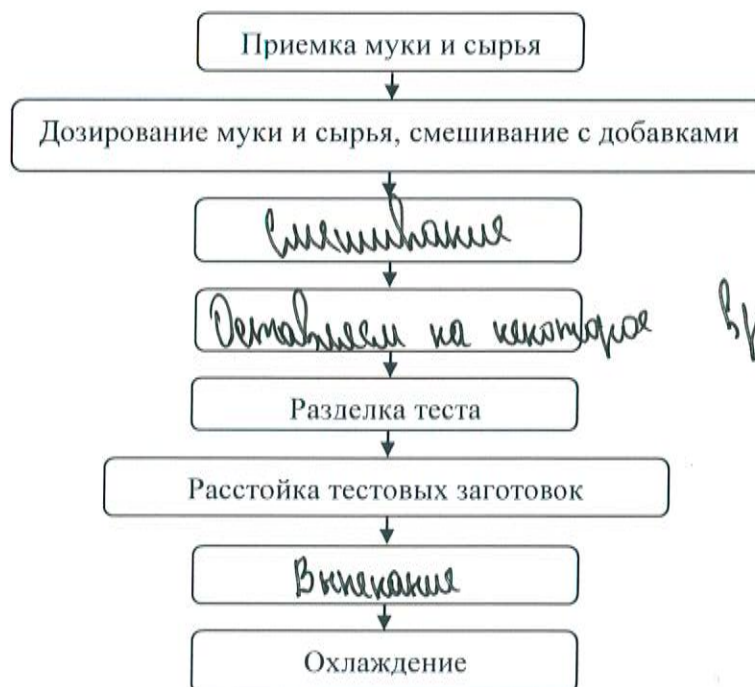 Приемка муки и сырья
Дозирование муки и сырья, смешивание с добавками
Смешивание
Оставляем на некоторое вр
Разделка теста
Расстойка тестовых заготовок
Выпекание
Охлаждение